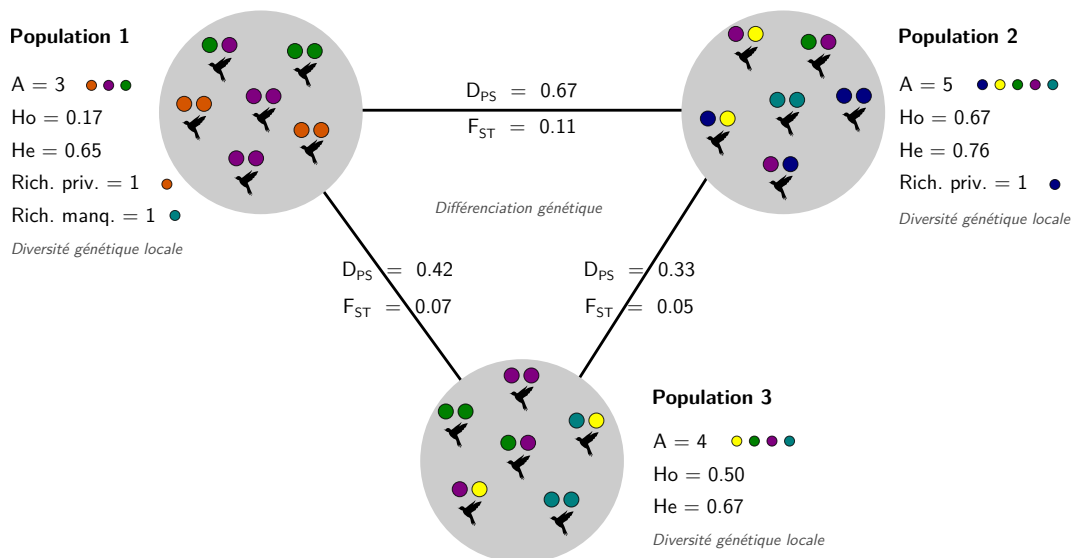 Population 1
A = 3
Ho = 0.17
He = 0.65
Rich. priv. = 1
Rich. manq. = 1
Diversité génétique locale
D_PS = 0.67
F_ST = 0.11
Différenciation génétique
Population 2
A = 5
Ho = 0.67
He = 0.76
Rich. priv. = 1
Diversité génétique locale
D_PS = 0.42
F_ST = 0.07
D_PS = 0.33
F_ST = 0.05
Population 3
A = 4
Ho = 0.50
He = 0.67
Diversité génétique locale